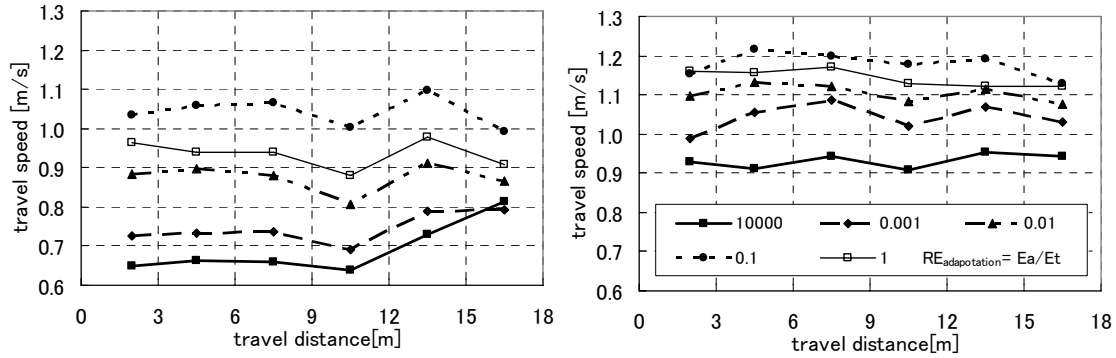 1.3
1.2
1.1
1.0
0.9
0.8
0.7
0.6
travel speed [m/s]
0 3 6 9 12 15 18
travel distance[m]
1.3
1.2
1.1
1.0
0.9
0.8
0.7
0.6
travel speed [m/s]
10000 0.001 0.01
0.1 1 REadapotation= Ea/Et
0 3 6 9 12 15 18
travel distance[m]